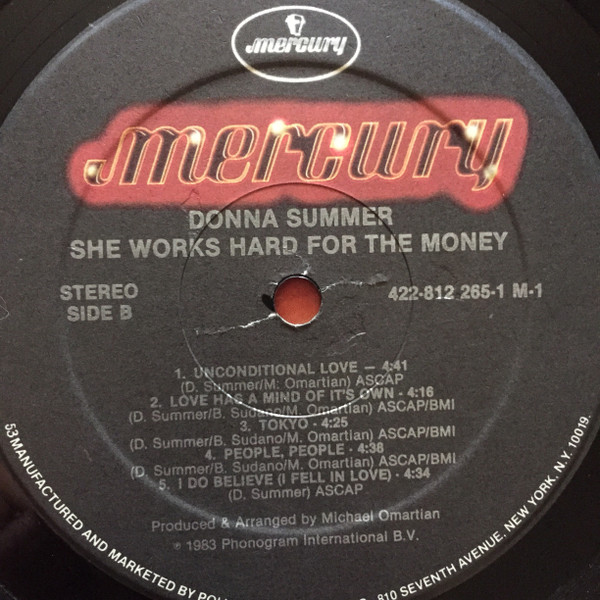 mercury
mercury
DONNA SUMMER
SHE WORKS HARD FOR THE MONEY
STEREO
SIDE B
422-812 265-1 M-1
1. UNCONDITIONAL LOVE — 4:41
(D. Summer/M. Omartian) ASCAP
2. LOVE HAS A MIND OF IT'S OWN - 4:16
(D. Summer/B. Sudano/M. Omartian) ASCAP/BMI
3. TOKYO - 4:25
(D. Summer/B. Sudano/M. Omartian) ASCAP/BMI
4. PEOPLE, PEOPLE - 4:38
(D. Summer/B. Sudano/M. Omartian) ASCAP/BMI
5. I DO BELIEVE (I FELL IN LOVE) - 4:34
(D. Summer) ASCAP
Produced & Arranged by Michael Omartian
℗ 1983 Phonogram International B.V.
53 MANUFACTURED AND MARKETED BY 810 SEVENTH AVENUE, NEW YORK, N.Y. 10019.